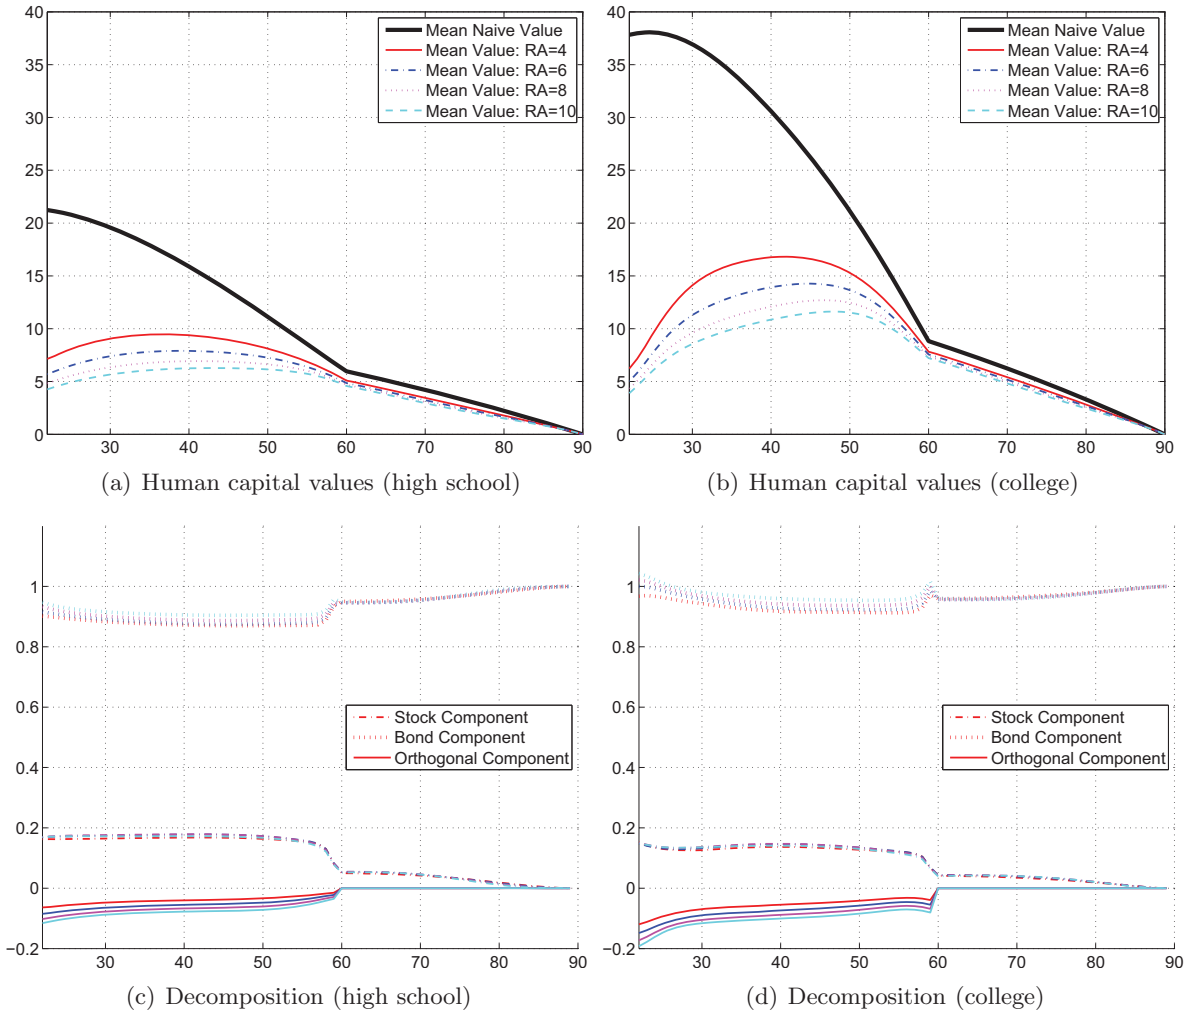 40
35
30
25
20
15
10
5
0
30 40 50 60 70 80 90
Mean Naive Value
Mean Value: RA=4
Mean Value: RA=6
Mean Value: RA=8
Mean Value: RA=10
(a) Human capital values (high school)
40
35
30
25
20
15
10
5
0
30 40 50 60 70 80 90
Mean Naive Value
Mean Value: RA=4
Mean Value: RA=6
Mean Value: RA=8
Mean Value: RA=10
(b) Human capital values (college)
1
0.8
0.6
0.4
0.2
0
−0.2
30 40 50 60 70 80 90
Stock Component
Bond Component
Orthogonal Component
(c) Decomposition (high school)
1
0.8
0.6
0.4
0.2
0
−0.2
30 40 50 60 70 80 90
Stock Component
Bond Component
Orthogonal Component
(d) Decomposition (college)